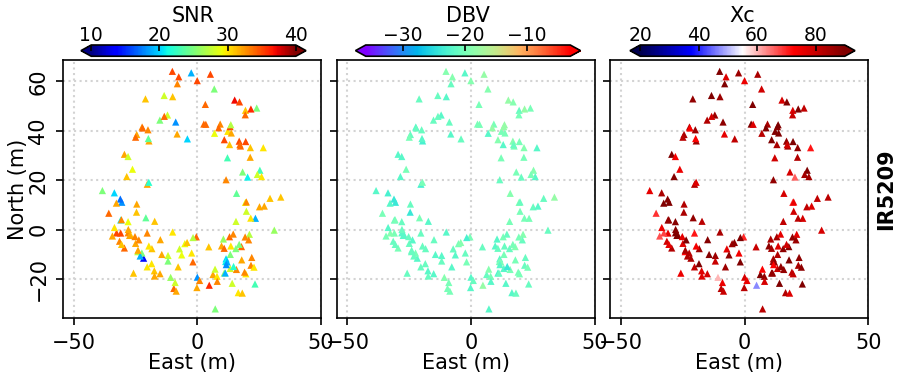 SNR DBV Xc
10 20 30 40 −30 −20 −10 20 40 60 80
60
40
20
0
−20
North (m)
IR5209
−50 0 50 −50 0 50 −50 0 50
East (m) East (m) East (m)